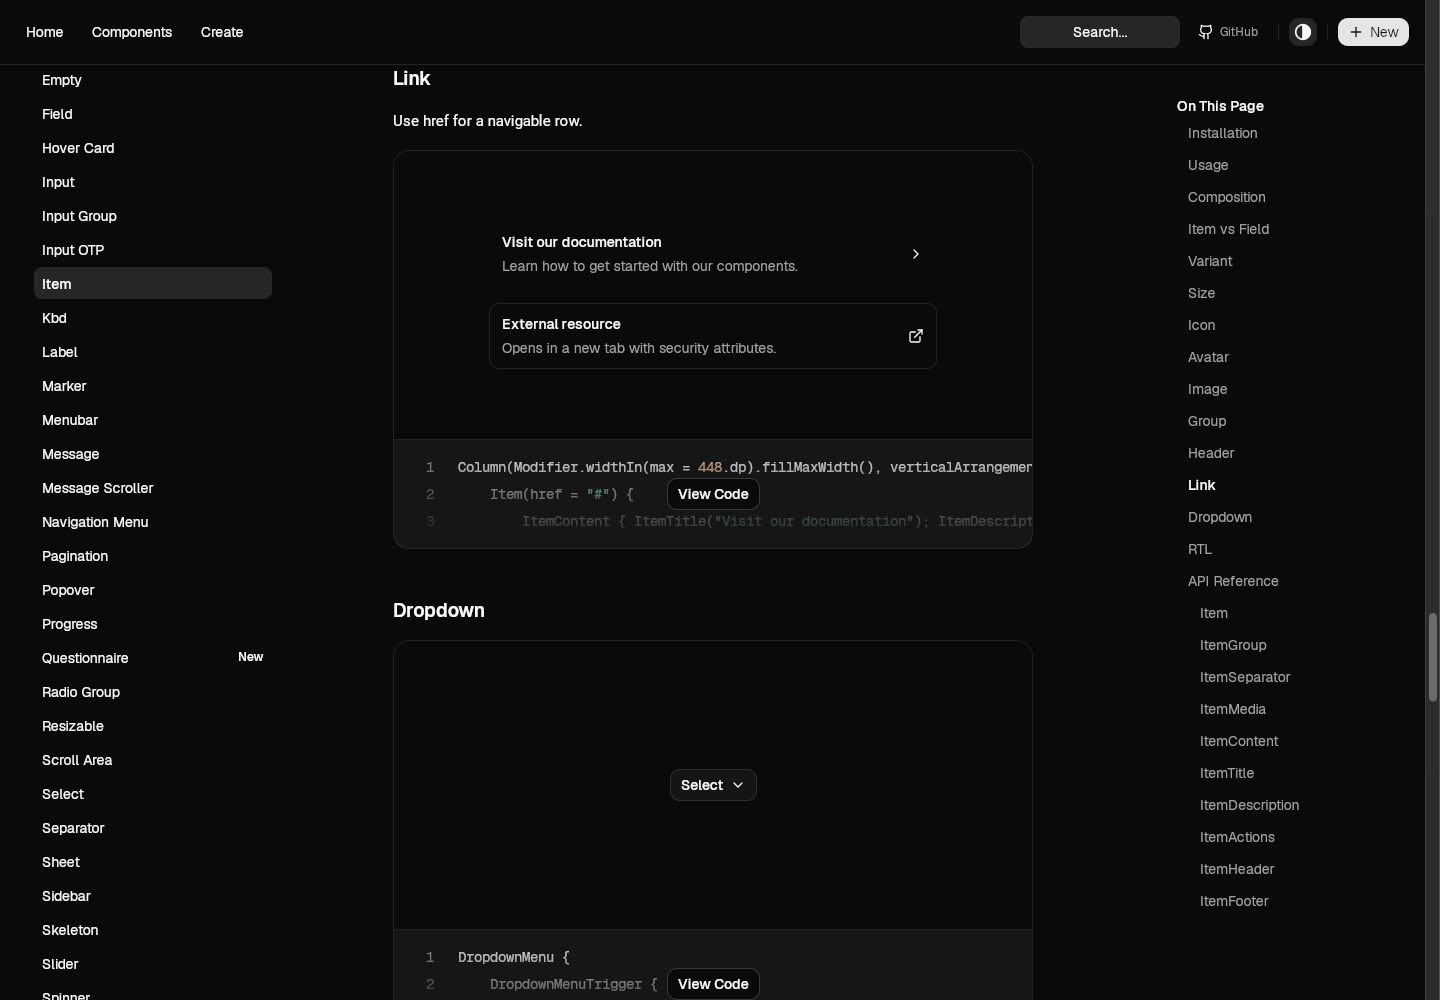 Home
Components
Create
Search...
GitHub
New
Empty
Field
Hover Card
Input
Input Group
Input OTP
Item
Kbd
Label
Marker
Menubar
Message
Message Scroller
Navigation Menu
Pagination
Popover
Progress
Questionnaire New
Radio Group
Resizable
Scroll Area
Select
Separator
Sheet
Sidebar
Skeleton
Slider
Spinner
Link
Use href for a navigable row.
Visit our documentation
Learn how to get started with our components.
External resource
Opens in a new tab with security attributes.
1 Column(Modifier.widthIn(max = 448.dp).fillMaxWidth(), verticalArrangemen
2 Item(href = "#") {
View Code
3 ItemContent { ItemTitle("Visit our documentation"); ItemDescript
Dropdown
Select
1 DropdownMenu {
2 DropdownMenuTrigger {
View Code
On This Page
Installation
Usage
Composition
Item vs Field
Variant
Size
Icon
Avatar
Image
Group
Header
Link
Dropdown
RTL
API Reference
Item
ItemGroup
ItemSeparator
ItemMedia
ItemContent
ItemTitle
ItemDescription
ItemActions
ItemHeader
ItemFooter